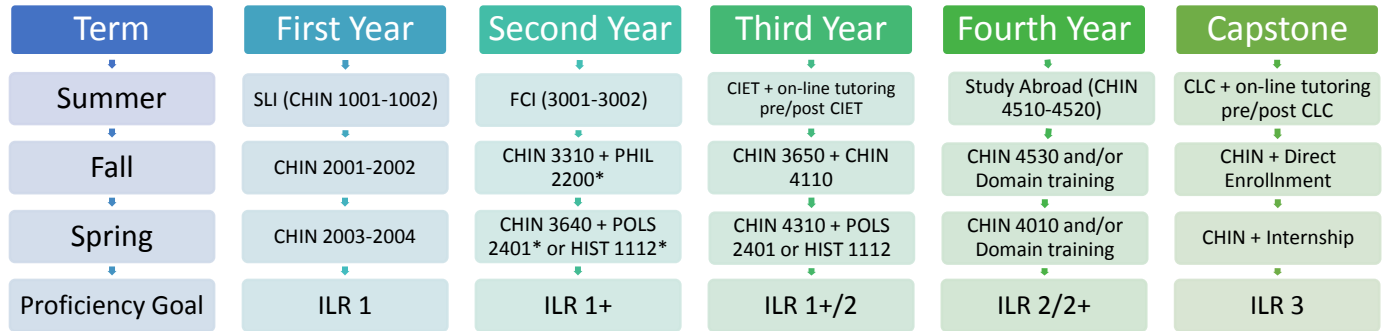 Term
First Year
Second Year
Third Year
Fourth Year
Capstone
Summer
SLI (CHIN 1001-1002)
FCI (3001-3002)
CIET + on-line tutoring
pre/post CIET
Study Abroad (CHIN
4510-4520)
CLC + on-line tutoring
pre/post CLC
Fall
CHIN 2001-2002
CHIN 3310 + PHIL
2200*
CHIN 3650 + CHIN
4110
CHIN 4530 and/or
Domain training
CHIN + Direct
Enrollnment
Spring
CHIN 2003-2004
CHIN 3640 + POLS
2401* or HIST 1112*
CHIN 4310 + POLS
2401 or HIST 1112
CHIN 4010 and/or
Domain training
CHIN + Internship
Proficiency Goal
ILR 1
ILR 1+
ILR 1+/2
ILR 2/2+
ILR 3